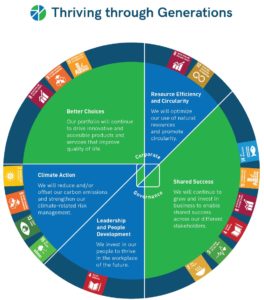 Thriving through Generations
Better Choices
Our portfolio will continue
to drive innovative and
accessible products and
services that improve
quality of life.
Resource Efficiency
and Circularity
We will optimize
our use of natural
resources
and promote
circularity.
Climate Action
We will reduce and/or
offset our carbon emissions
and strengthen our
climate-related risk
management.
Corporate
Governance
Shared Success
We will continue to
grow and invest in
business to enable
shared success
across our different
stakeholders.
Leadership
and People
Development
We invest in our
people to thrive
in the workplace
of the future.